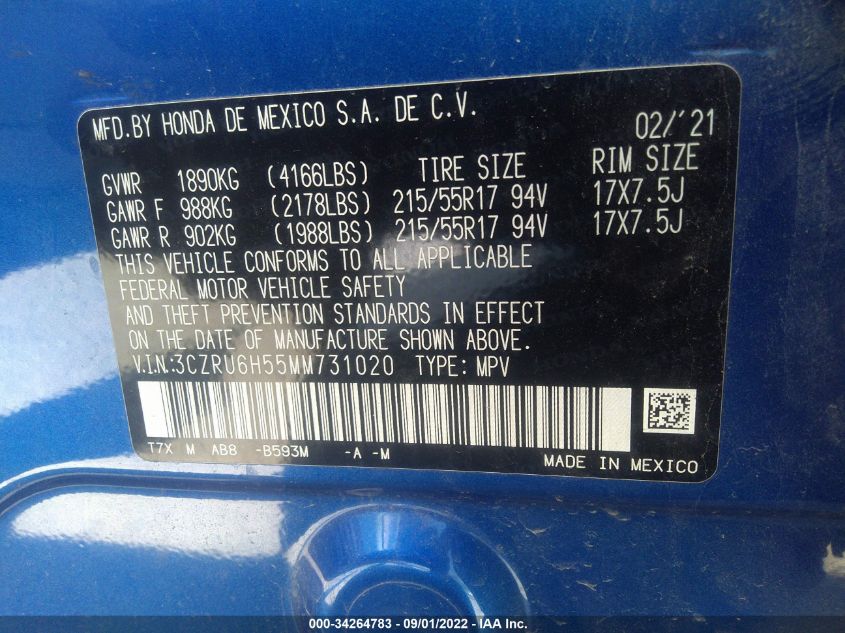 MFD.BY HONDA DE MEXICO S.A. DE C.V. 02/'21
GVWR 1890KG (4166LBS) TIRE SIZE RIM SIZE
GAWR F 988KG (2178LBS) 215/55R17 94V 17X7.5J
GAWR R 902KG (1988LBS) 215/55R17 94V 17X7.5J
THIS VEHICLE CONFORMS TO ALL APPLICABLE
FEDERAL MOTOR VEHICLE SAFETY
AND THEFT PREVENTION STANDARDS IN EFFECT
ON THE DATE OF MANUFACTURE SHOWN ABOVE.
V.I.N:3CZRU6H55MM731020 TYPE: MPV
T7X M AB8 -B593M -A -M
MADE IN MEXICO
000-34264783 - 09/01/2022 - IAA Inc.